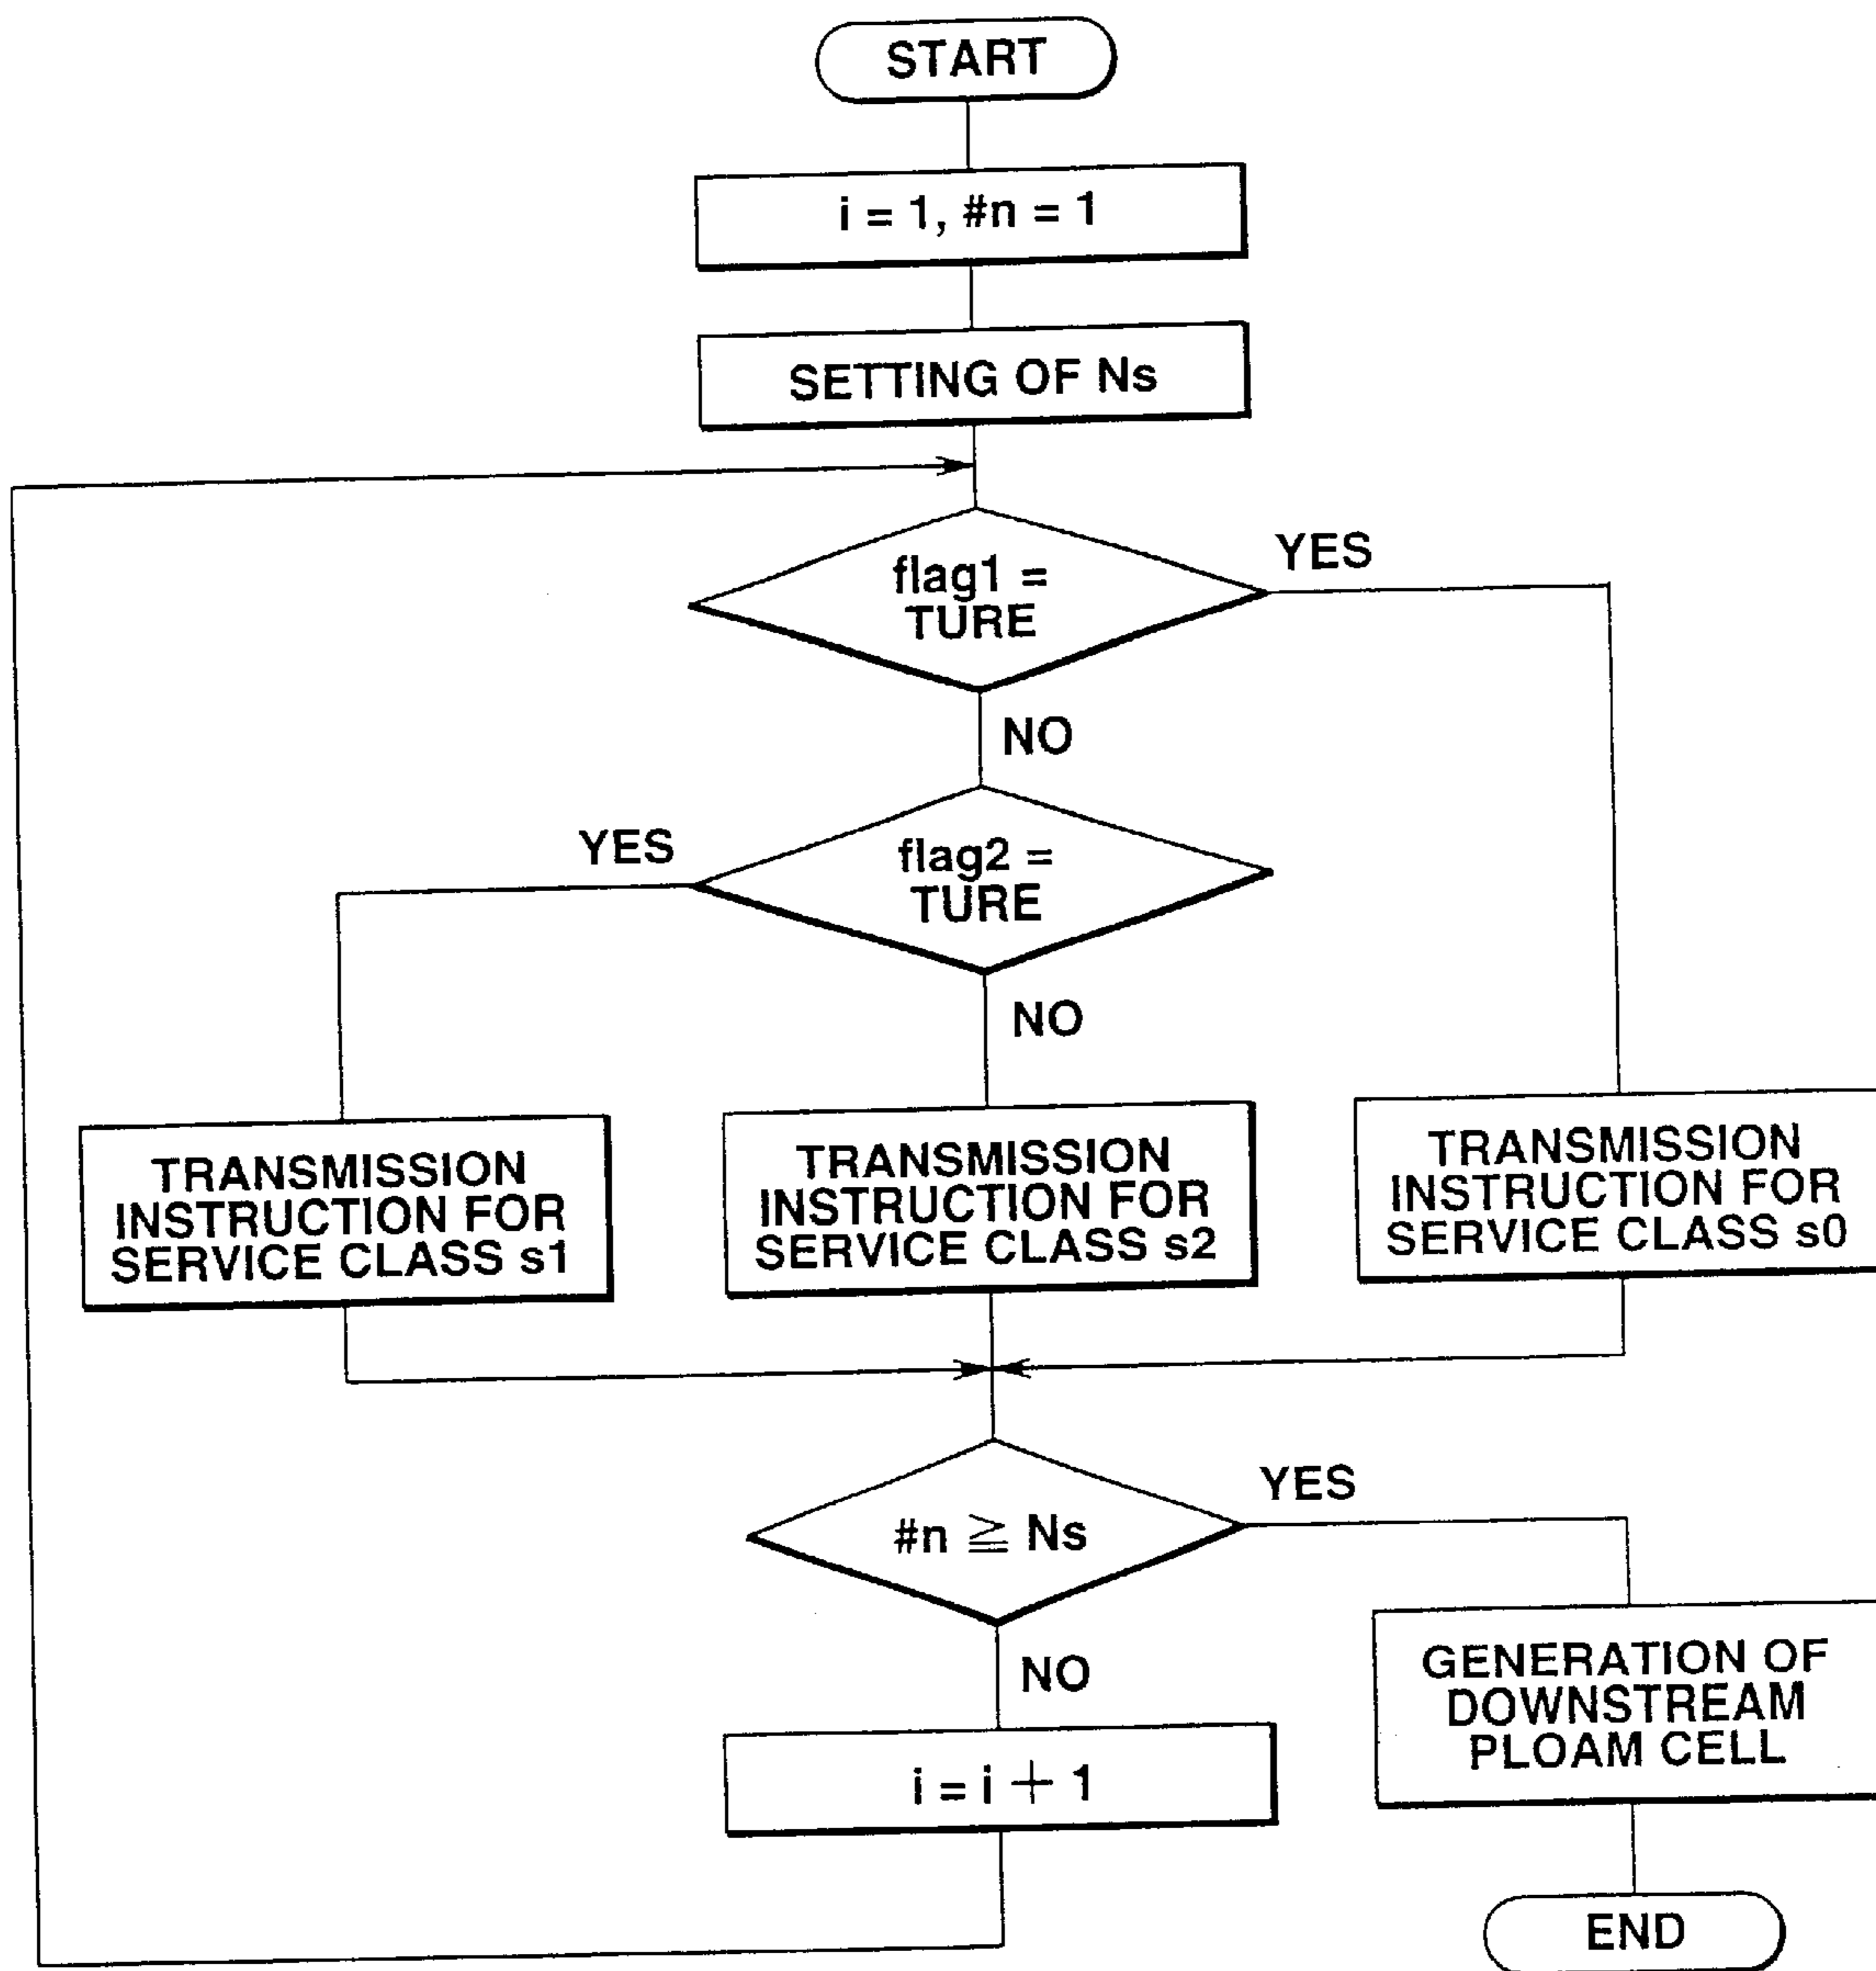 START
i = 1, #n = 1
SETTING OF Ns
flag1 =
TURE
YES
NO
flag2 =
TURE
YES
NO
TRANSMISSION
INSTRUCTION FOR
SERVICE CLASS s1
TRANSMISSION
INSTRUCTION FOR
SERVICE CLASS s2
TRANSMISSION
INSTRUCTION FOR
SERVICE CLASS s0
#n ≧ Ns
YES
NO
GENERATION OF
DOWNSTREAM
PLOAM CELL
i = i + 1
END